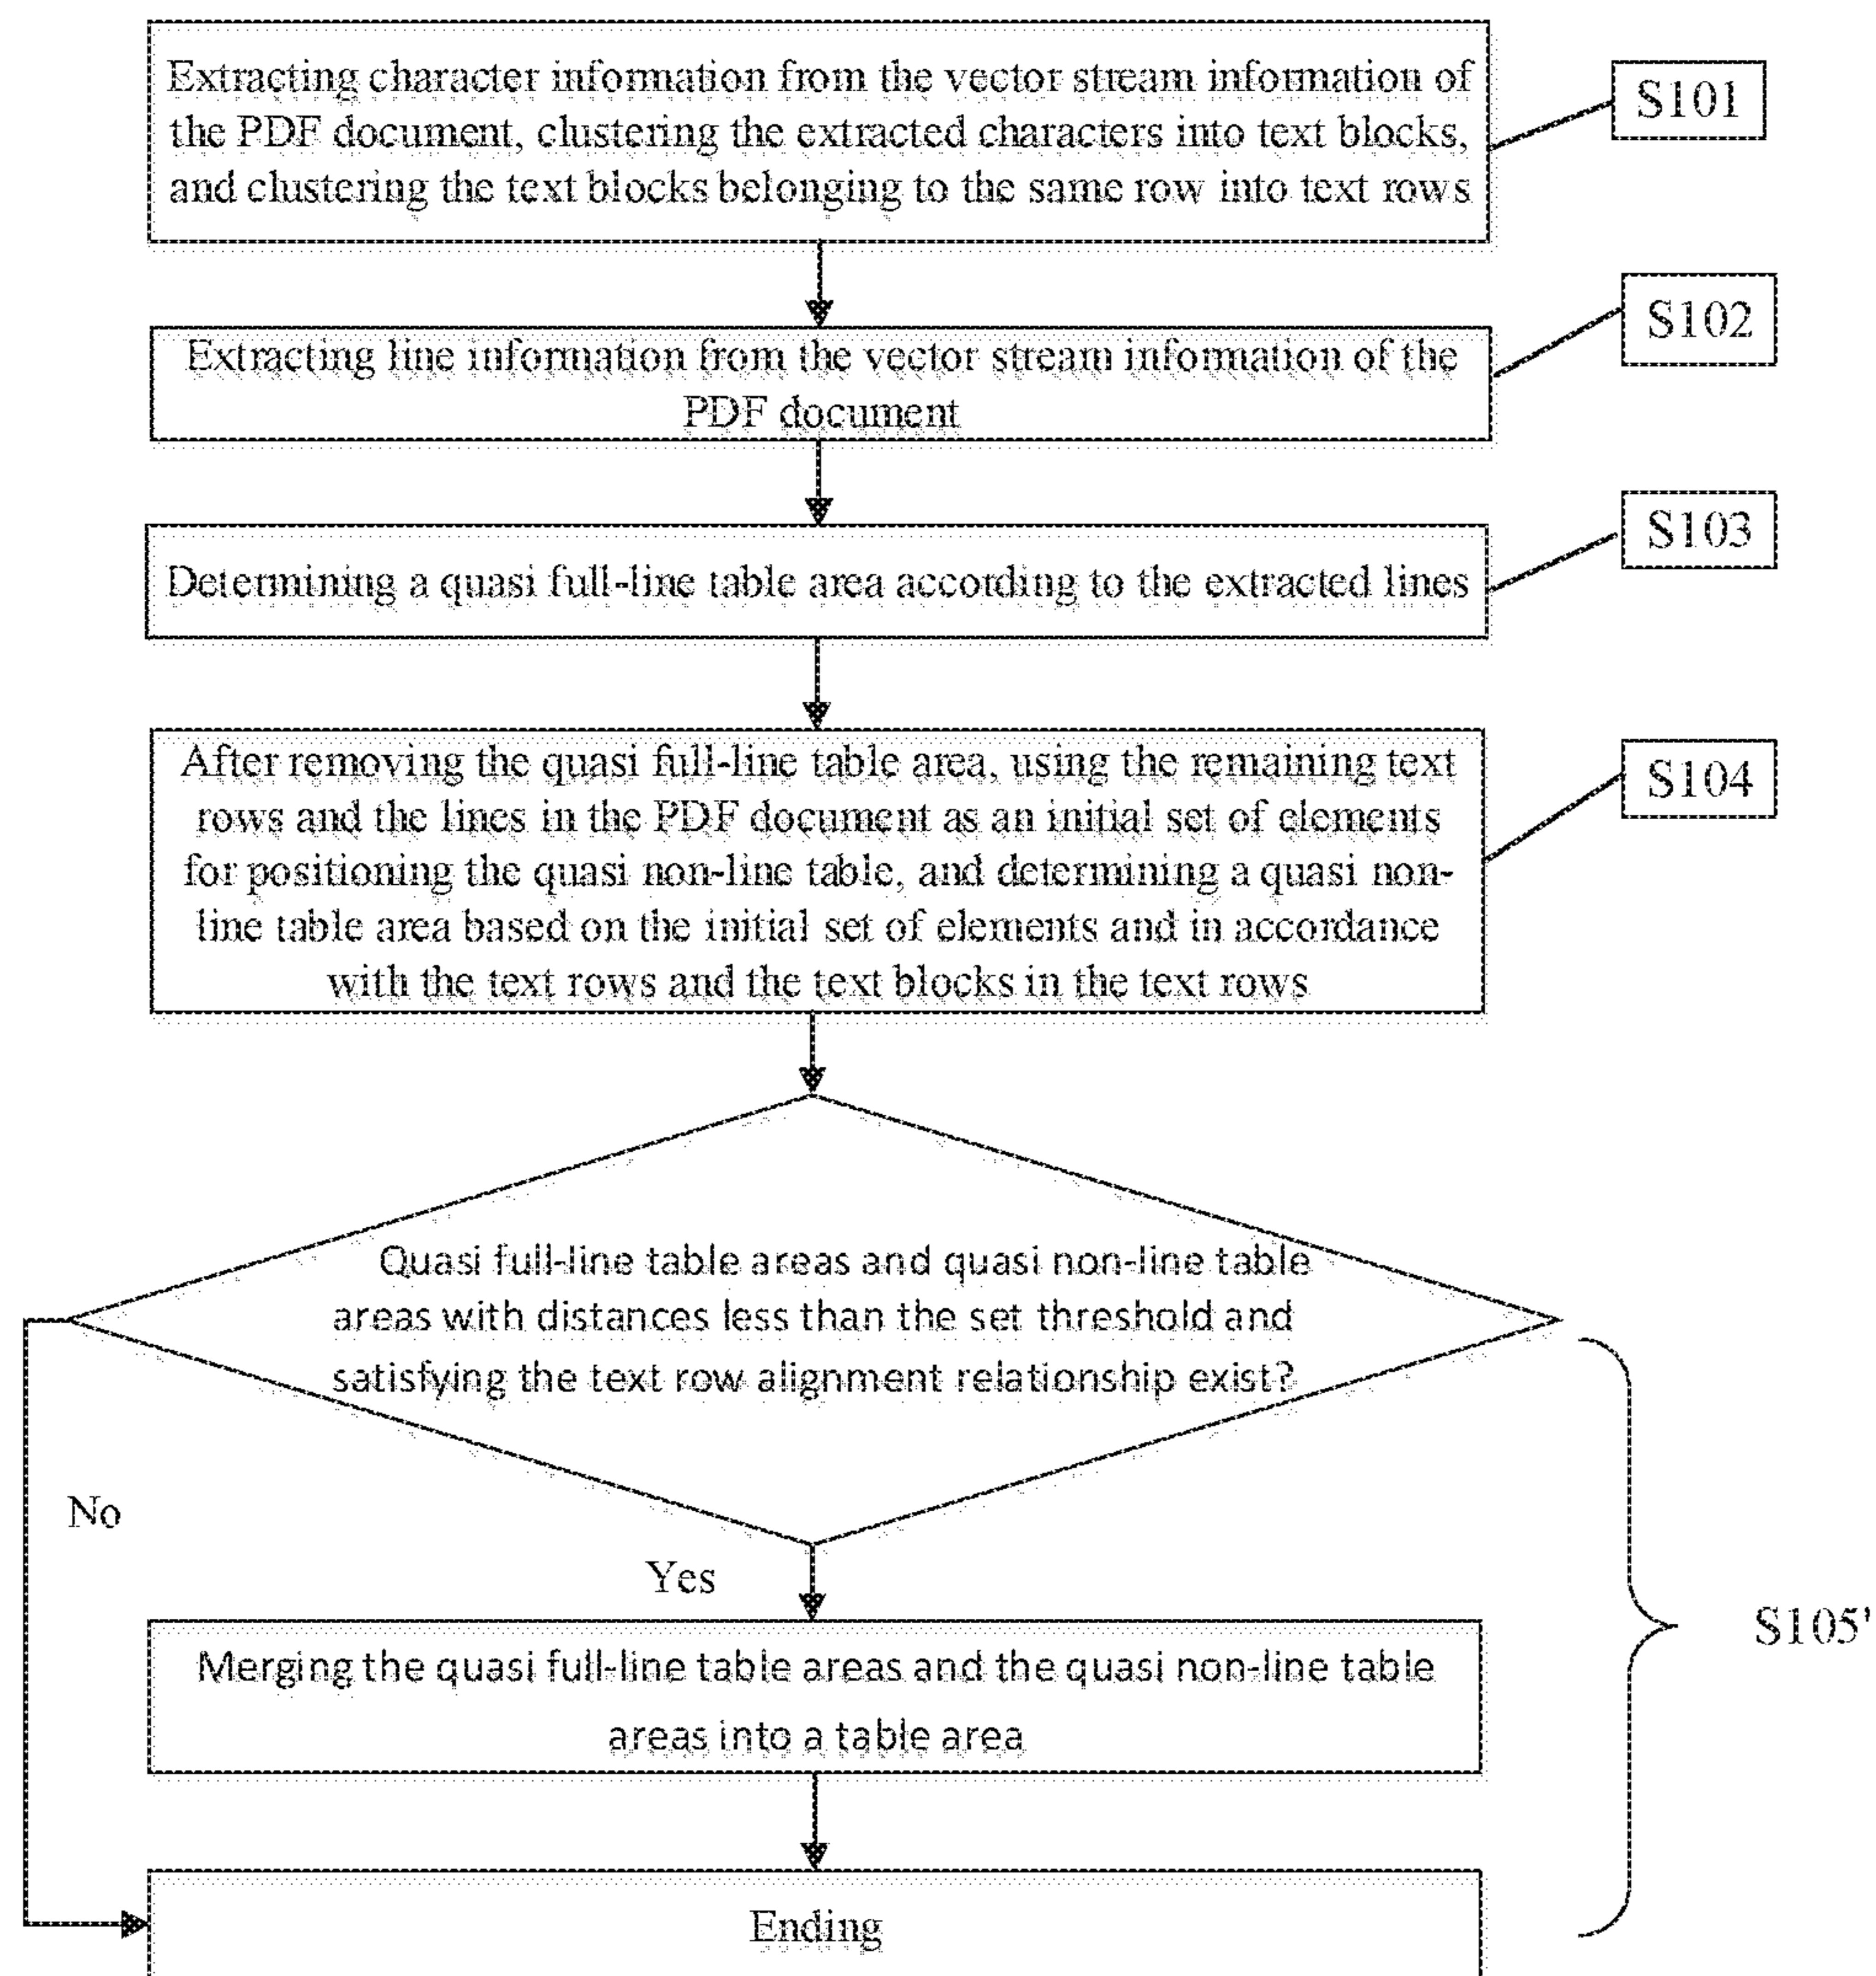 Extracting character information from the vector stream information of
the PDF document, clustering the extracted characters into text blocks,
and clustering the text blocks belonging to the same row into text rows
S101
Extracting line information from the vector stream information of the
PDF document
S102
Determining a quasi full-line table area according to the extracted lines
S103
After removing the quasi full-line table area, using the remaining text
rows and the lines in the PDF document as an initial set of elements
for positioning the quasi non-line table, and determining a quasi non-
line table area based on the initial set of elements and in accordance
with the text rows and the text blocks in the text rows
S104
Quasi full-line table areas and quasi non-line table
areas with distances less than the set threshold and
satisfying the text row alignment relationship exist?
No
Yes
Merging the quasi full-line table areas and the quasi non-line table
areas into a table area
S105'
Ending